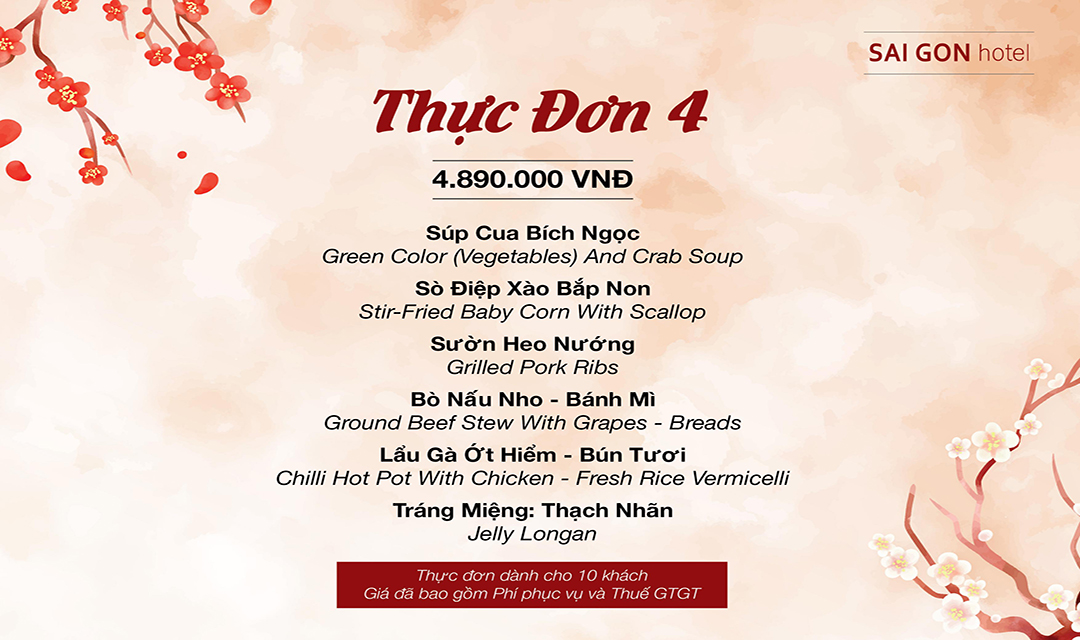 SAI GON hotel
Thực Đơn 4
4.890.000 VNĐ
Súp Cua Bích Ngọc
Green Color (Vegetables) And Crab Soup
Sò Điệp Xào Bắp Non
Stir-Fried Baby Corn With Scallop
Sườn Heo Nướng
Grilled Pork Ribs
Bò Nấu Nho - Bánh Mì
Ground Beef Stew With Grapes - Breads
Lẩu Gà Ớt Hiểm - Bún Tươi
Chilli Hot Pot With Chicken - Fresh Rice Vermicelli
Tráng Miệng: Thạch Nhãn
Jelly Longan
Thực đơn dành cho 10 khách
Giá đã bao gồm Phí phục vụ và Thuế GTGT